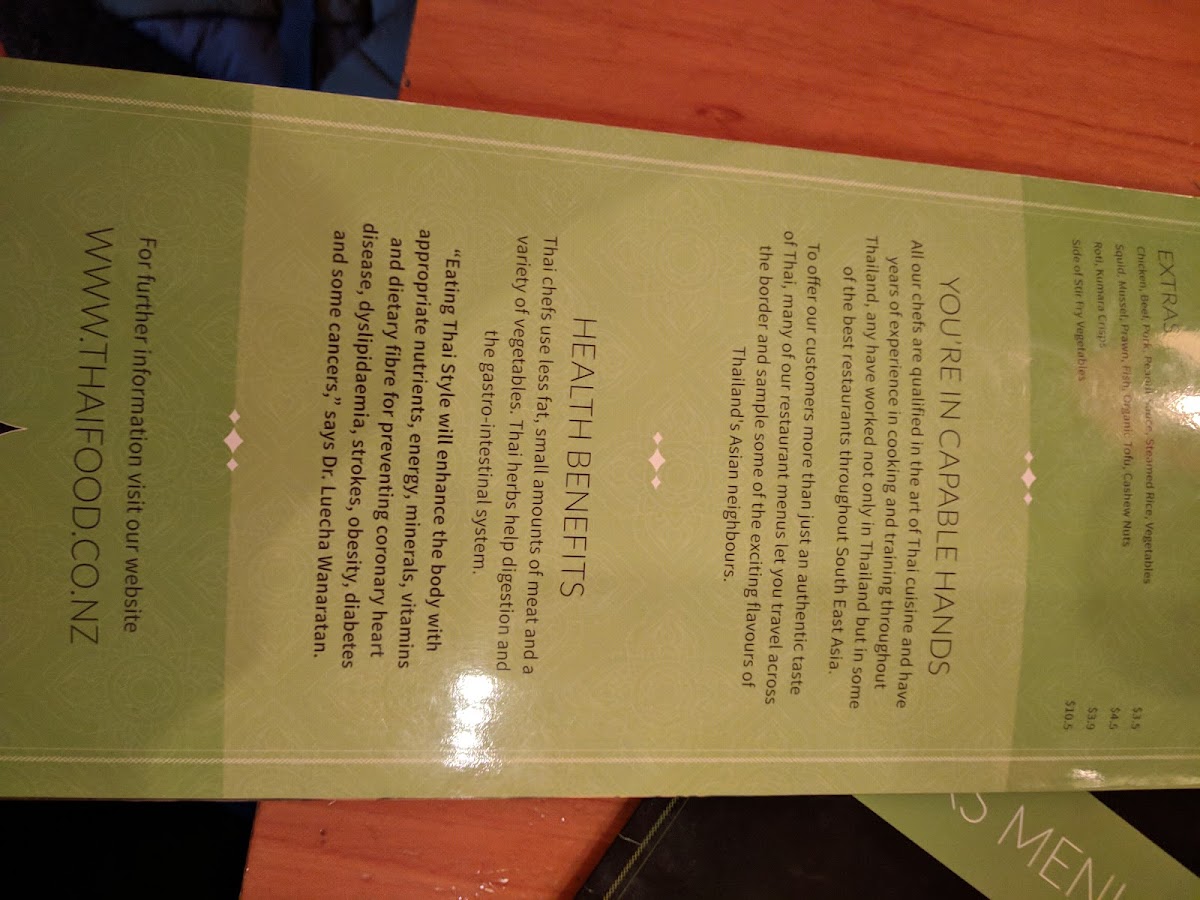 EXTRAS
Chicken, Beef, Pork, Peanut Sauce, Steamed Rice, Vegetables $3.5
Squid, Mussel, Prawn, Fish, Organic Tofu, Cashew Nuts $4.5
Roti, Kumara Crisps $3.9
Side of Stir Fry Vegetables $10.5
YOU'RE IN CAPABLE HANDS
All our chefs are qualified in the art of Thai cuisine and have
years of experience in cooking and training throughout
Thailand, any have worked not only in Thailand but in some
of the best restaurants throughout South East Asia.
To offer our customers more than just an authentic taste
of Thai, many of our restaurant menus let you travel across
the border and sample some of the exciting flavours of
Thailand's Asian neighbours.
HEALTH BENEFITS
Thai chefs use less fat, small amounts of meat and a
variety of vegetables. Thai herbs help digestion and
the gastro-intestinal system.
“Eating Thai Style will enhance the body with
appropriate nutrients, energy, minerals, vitamins
and dietary fibre for preventing coronary heart
disease, dyslipidaemia, strokes, obesity, diabetes
and some cancers,” says Dr. Luecha Wanaratan.
For further information visit our website
WWW.THAIFOOD.CO.NZ